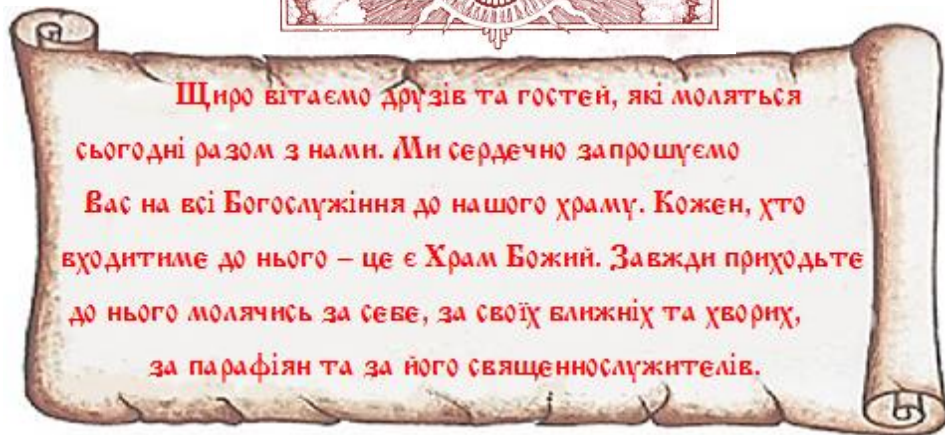 Щиро вітаємо друзів та гостей, які моляться
сьогодні разом з нами. Ми сердечно запрошуємо
Вас на всі Богослужіння до нашого храму. Кожен, хто
входитиме до нього – це є Храм Божий. Завжди приходьте
до нього молячись за себе, за своїх ближніх та хворих,
за парафіян та за його священнослужителів.